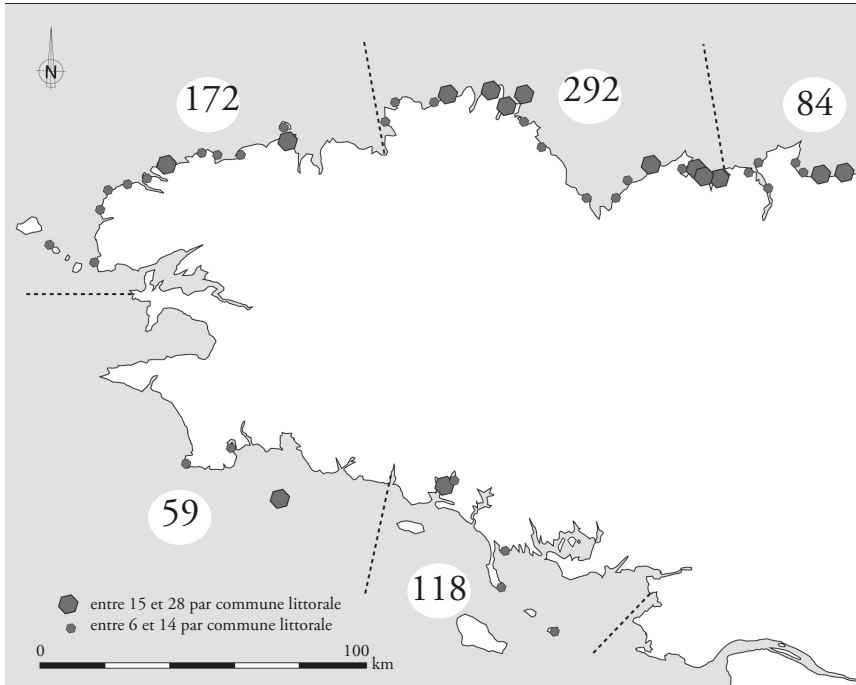 N
172
292
84
59
118
entre 15 et 28 par commune littorale
entre 6 et 14 par commune littorale
0 100
km